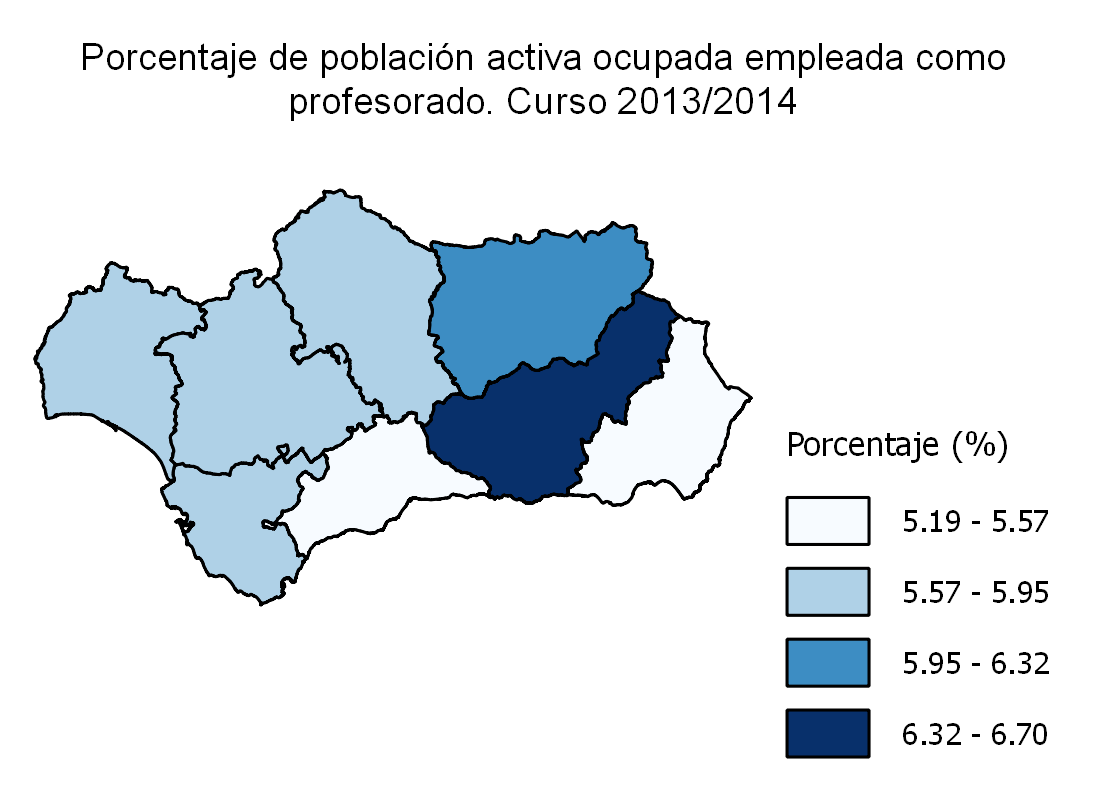 Porcentaje de población activa ocupada empleada como
profesorado. Curso 2013/2014
Porcentaje (%)
5.19 - 5.57
5.57 - 5.95
5.95 - 6.32
6.32 - 6.70